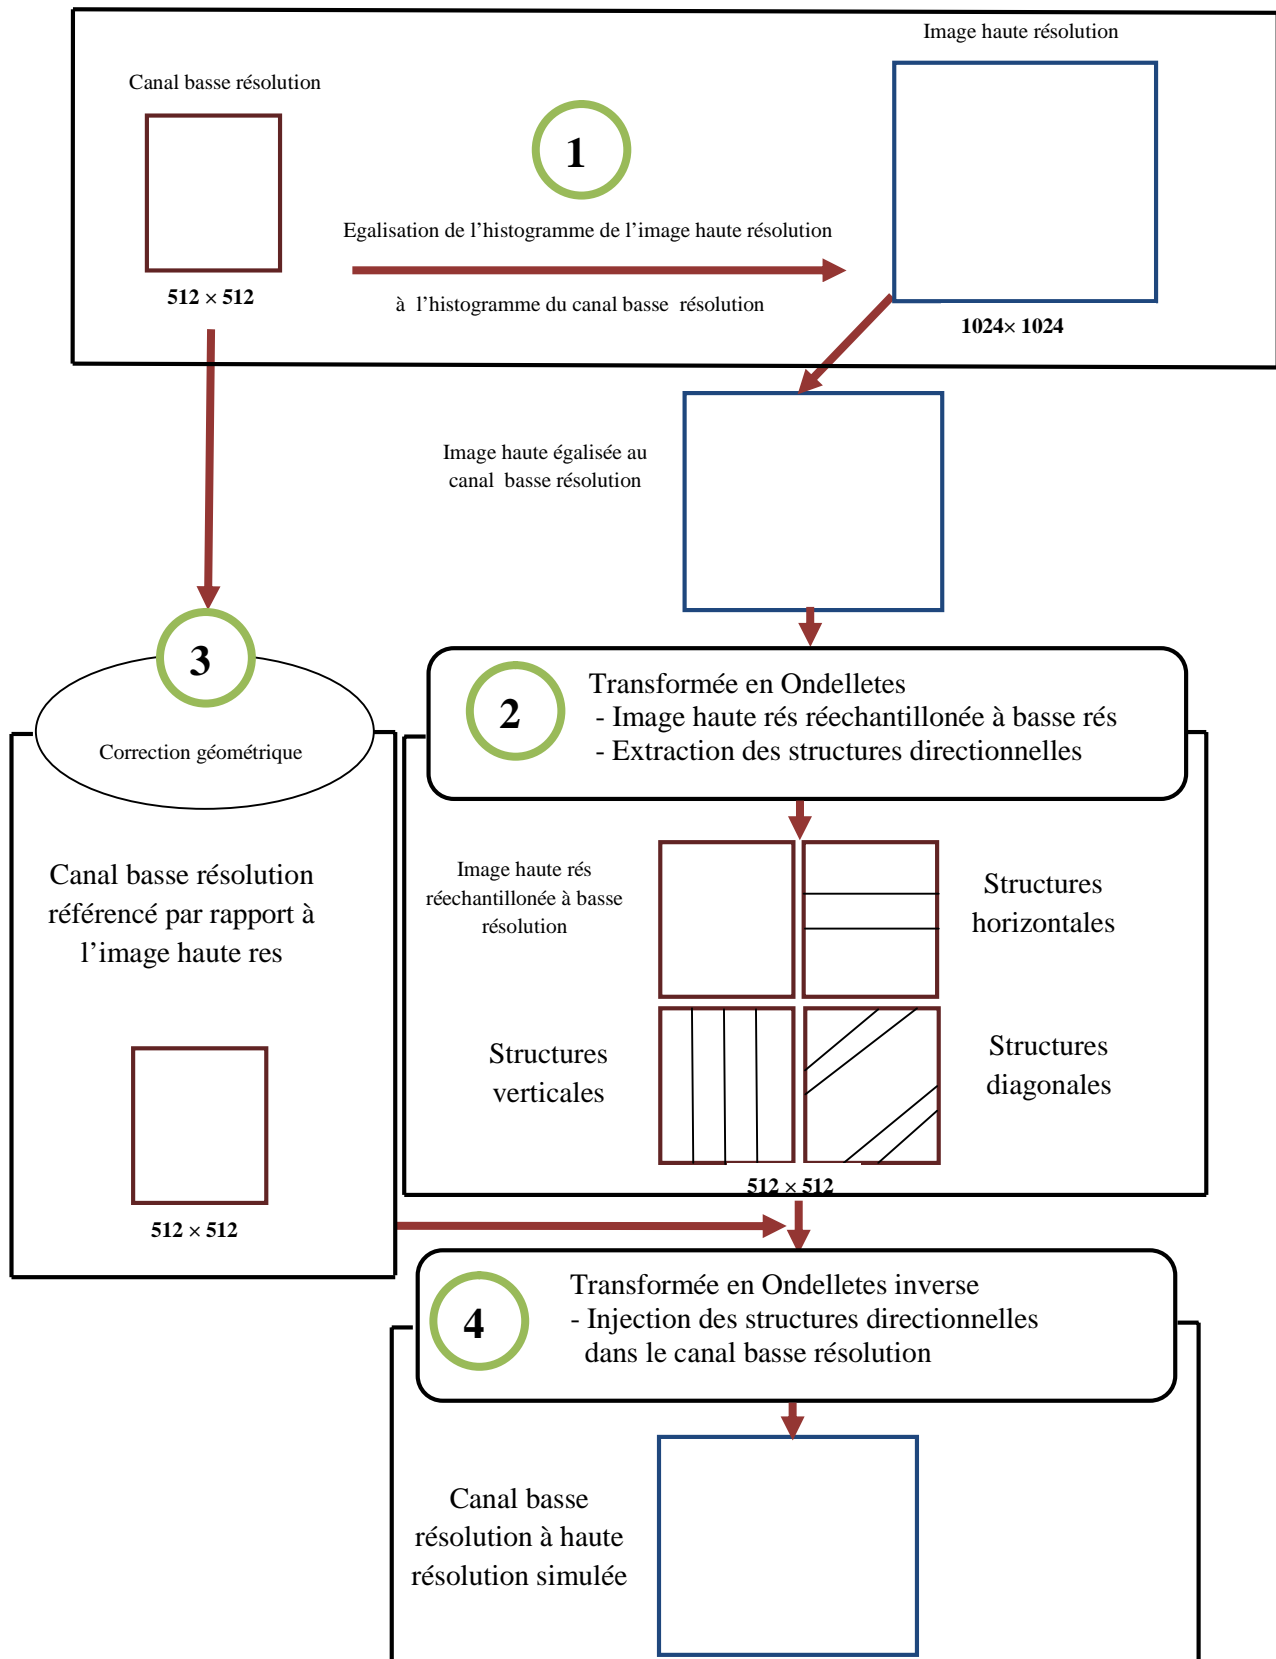 Image haute résolution
Canal basse résolution
1
Egalisation de l’histogramme de l’image haute résolution
à l’histogramme du canal basse résolution
512 × 512
1024× 1024
Image haute égalisée au
canal basse résolution
3
Correction géométrique
Canal basse résolution
référencé par rapport à
l’image haute res
512 × 512
2
Transformée en Ondelletes
- Image haute rés réechantillonée à basse rés
- Extraction des structures directionnelles
Image haute rés
réechantillonée à basse
résolution
Structures
horizontales
Structures
verticales
Structures
diagonales
512 × 512
4
Transformée en Ondelletes inverse
- Injection des structures directionnelles
dans le canal basse résolution
Canal basse
résolution à haute
résolution simulée